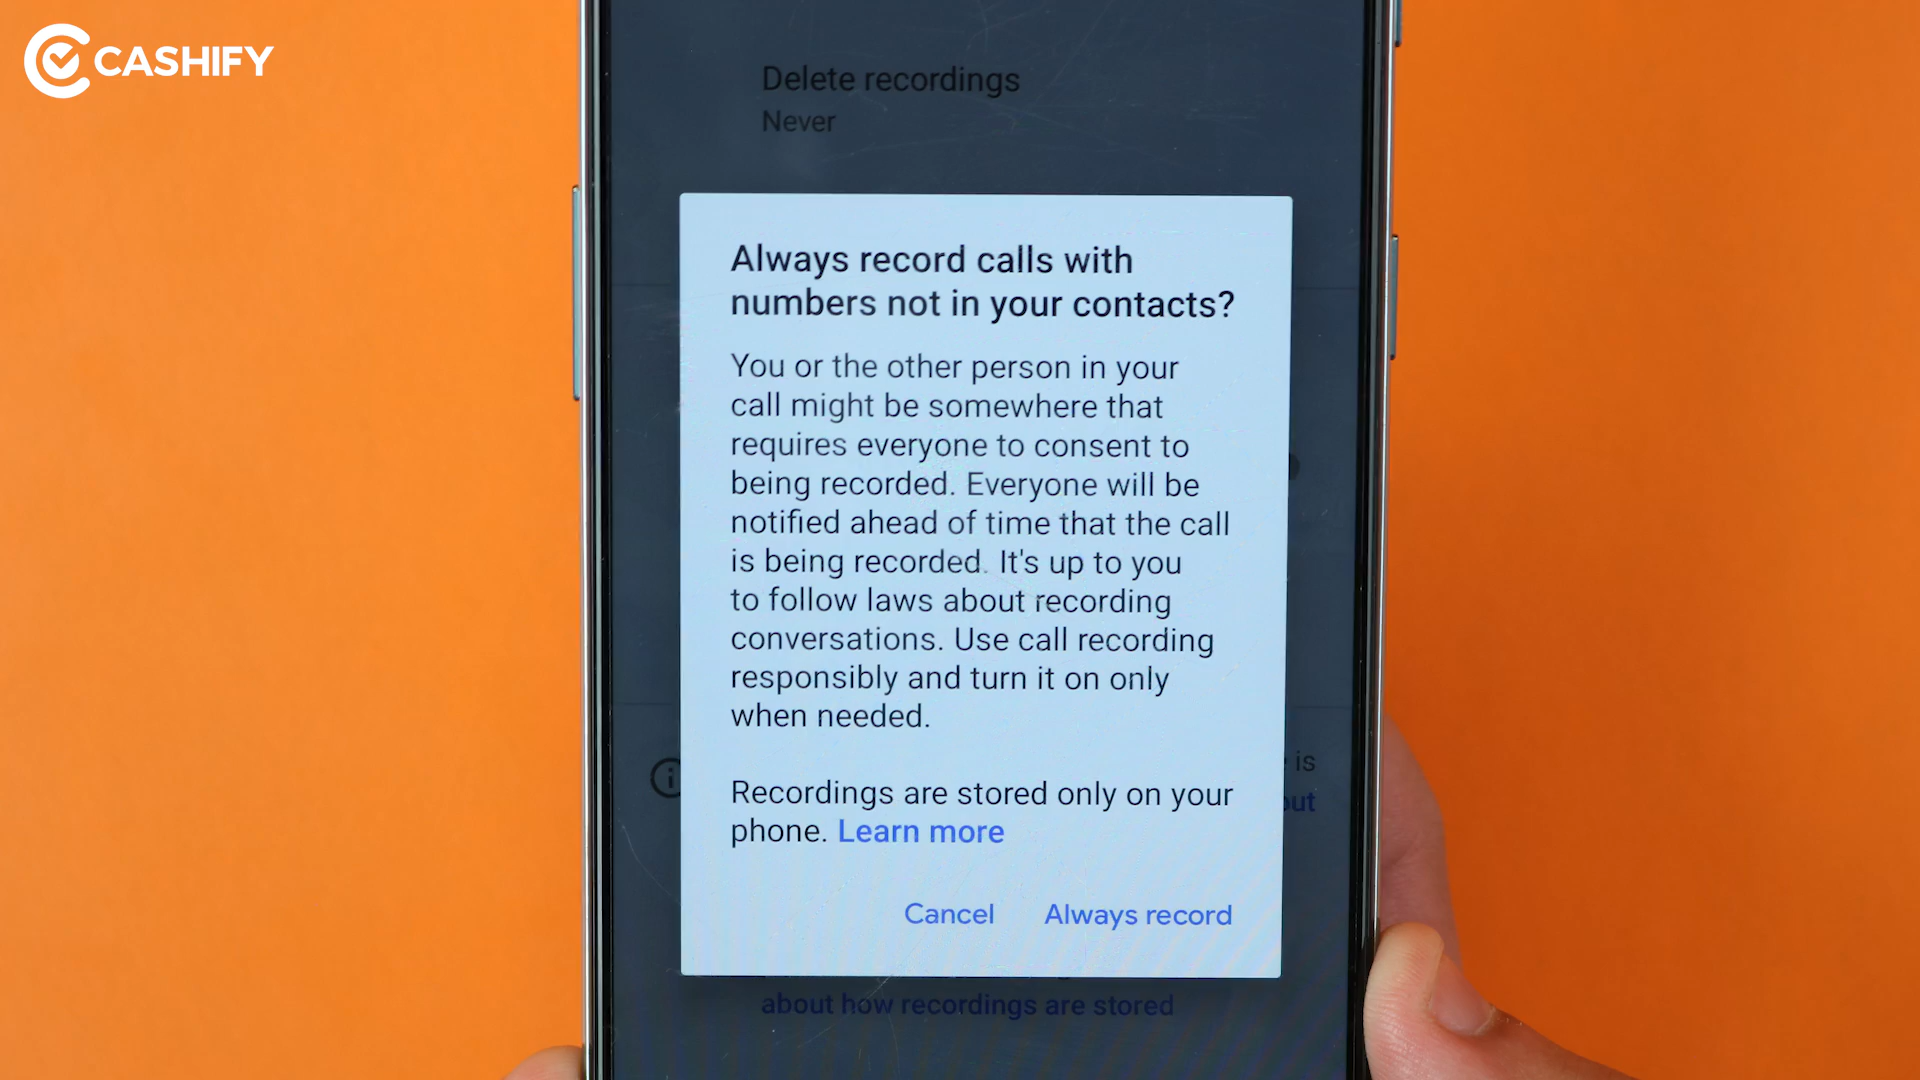 CASHIFY
Delete recordings
Never
Always record calls with
numbers not in your contacts?
You or the other person in your
call might be somewhere that
requires everyone to consent to
being recorded. Everyone will be
notified ahead of time that the call
is being recorded. It's up to you
to follow laws about recording
conversations. Use call recording
responsibly and turn it on only
when needed.
is
Recordings are stored only on your
phone. Learn more
Cancel
Always record
about how recordings are stored